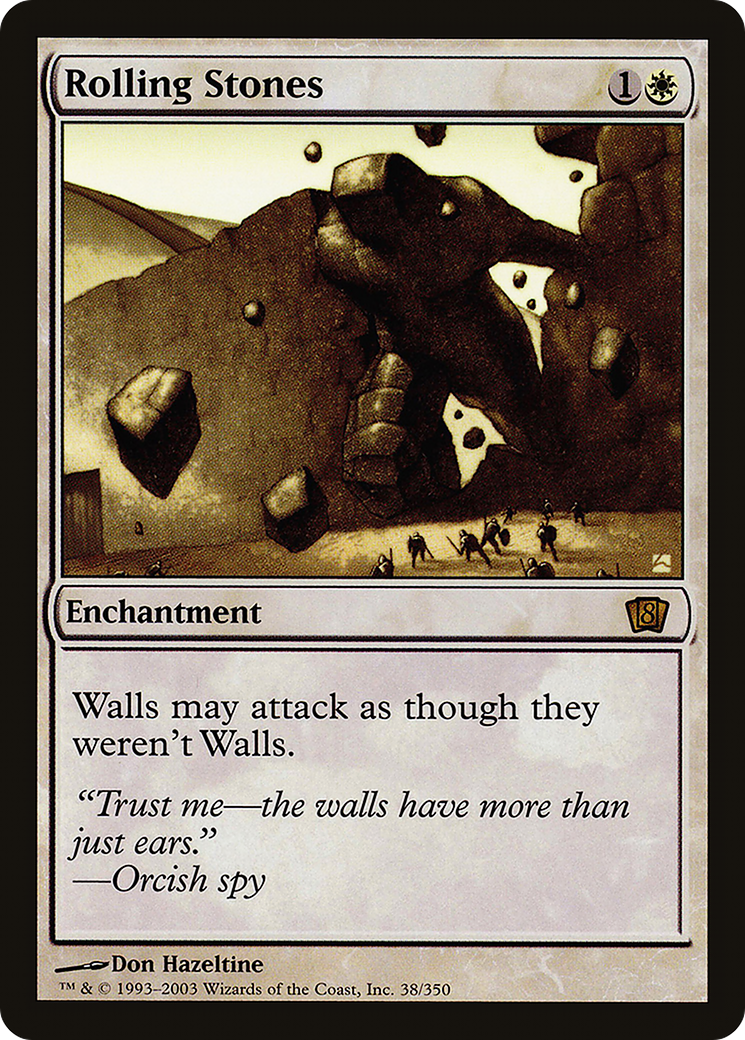 Rolling Stones 1
Enchantment 8
Walls may attack as though they
weren't Walls.
“Trust me—the walls have more than
just ears.”
—Orcish spy
Don Hazeltine
™ & © 1993–2003 Wizards of the Coast, Inc. 38/350